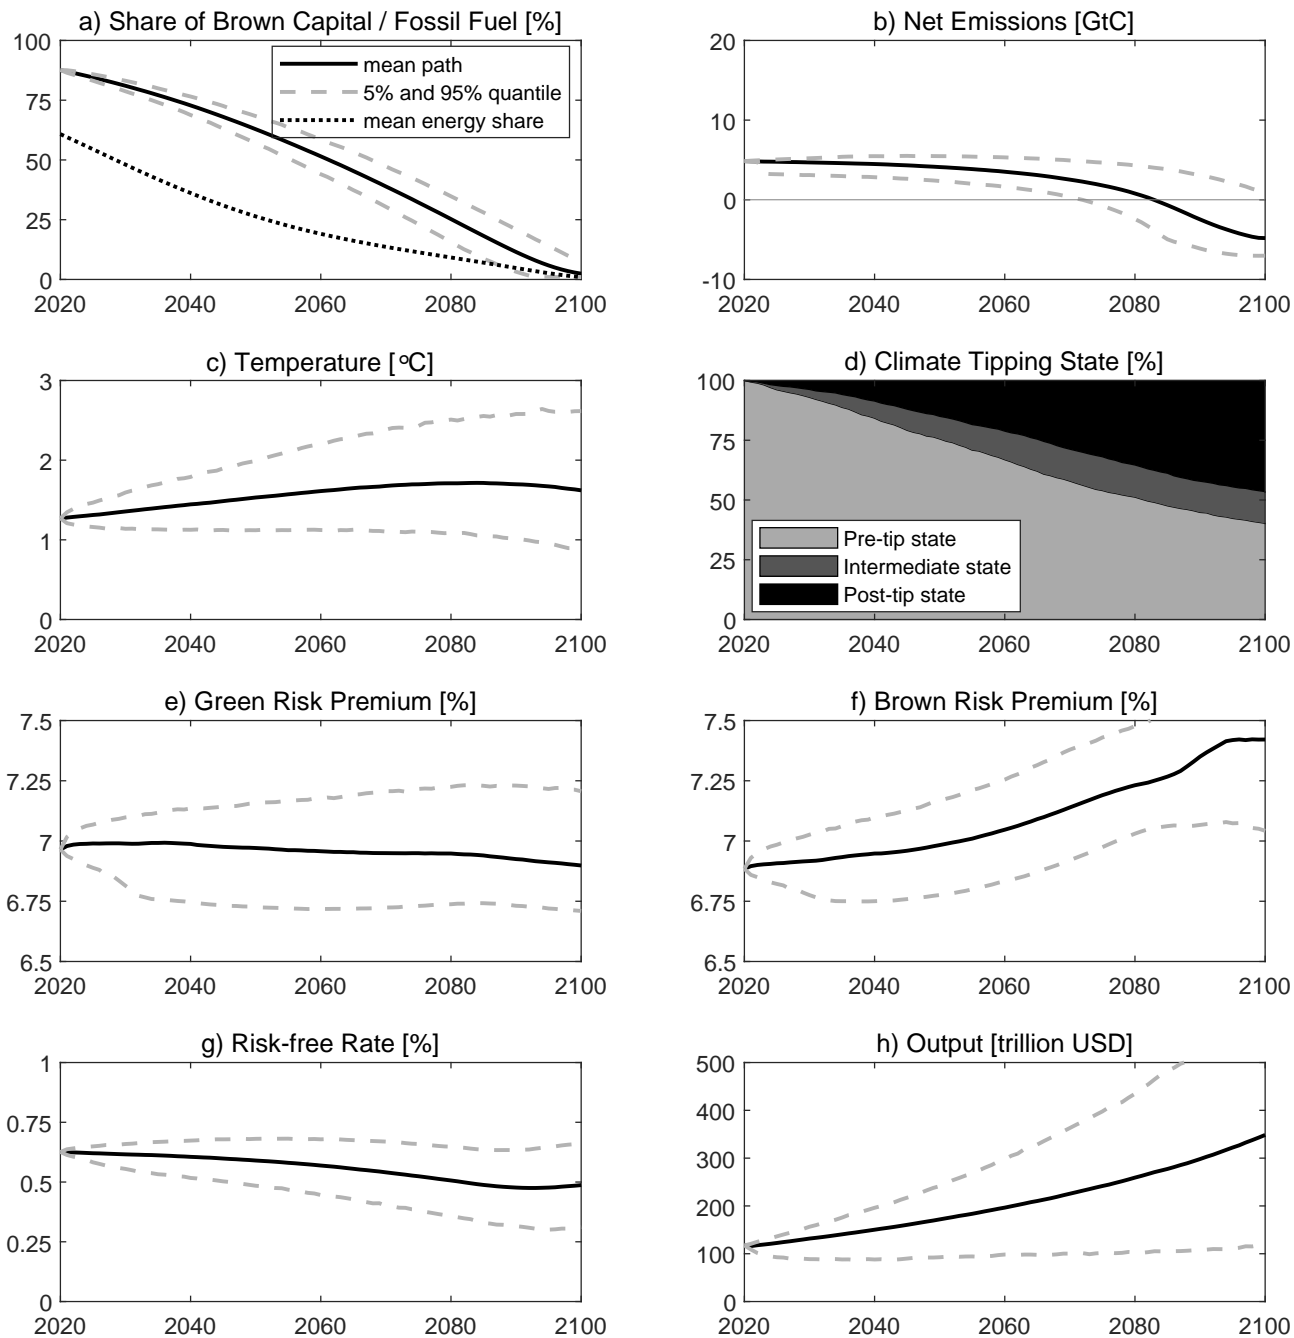 a) Share of Brown Capital / Fossil Fuel [%]
100
75
50
25
0
2020 2040 2060 2080 2100
mean path
5% and 95% quantile
mean energy share
b) Net Emissions [GtC]
20
10
0
-10
2020 2040 2060 2080 2100
c) Temperature [°C]
3
2
1
0
2020 2040 2060 2080 2100
d) Climate Tipping State [%]
100
75
50
25
0
2020 2040 2060 2080 2100
Pre-tip state
Intermediate state
Post-tip state
e) Green Risk Premium [%]
7.5
7.25
7
6.75
6.5
2020 2040 2060 2080 2100
f) Brown Risk Premium [%]
7.5
7.25
7
6.75
6.5
2020 2040 2060 2080 2100
g) Risk-free Rate [%]
1
0.75
0.5
0.25
0
2020 2040 2060 2080 2100
h) Output [trillion USD]
500
400
300
200
100
0
2020 2040 2060 2080 2100